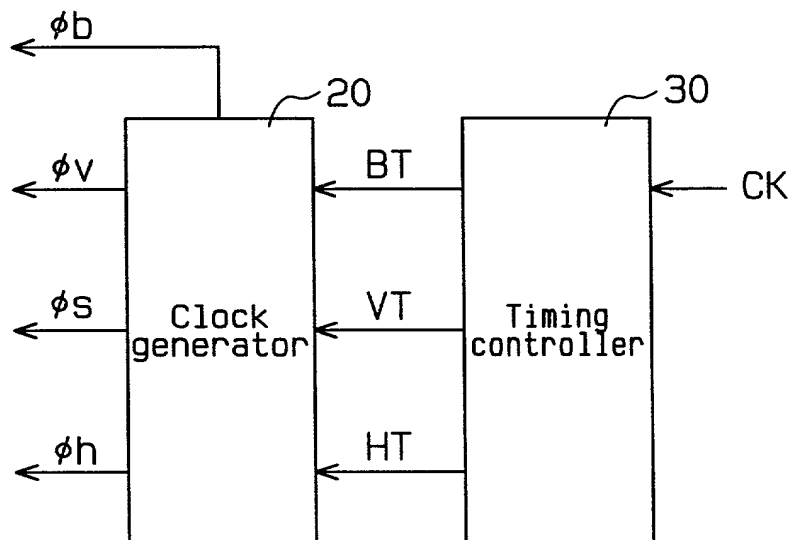 φb
20
30
φv
BT
CK
φs
VT
Clock
generator
Timing
controller
φh
HT